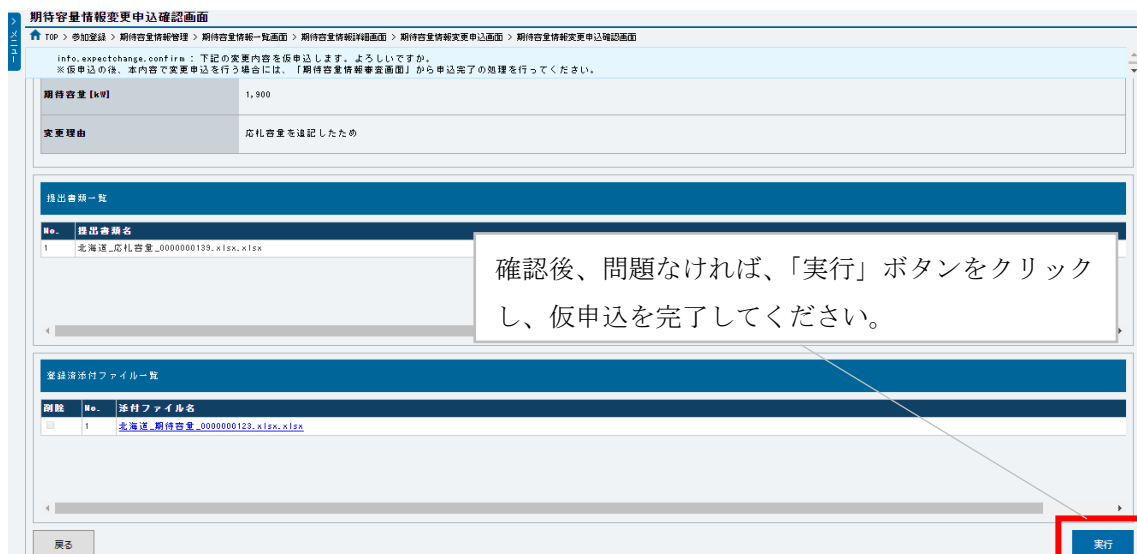 期待容量情報変更申込確認画面
> メニュー
TOP > 参加登録 > 期待容量情報管理 > 期待容量情報一覧画面 > 期待容量情報詳細画面 > 期待容量情報変更申込画面 > 期待容量情報変更申込確認画面
info.expectchange.confirm : 下記の変更内容を仮申込します。よろしいですか。
※仮申込の後、本内容で変更申込を行う場合には、「期待容量情報審査画面」から申込完了の処理を行ってください。
期待容量[kW] 1,900
変更理由 応札容量を追記したため
提出書類一覧
No. 提出書類名
1 北海道_応札容量_0000000139.xlsx.xlsx
確認後、問題なければ、「実行」ボタンをクリック
し、仮申込を完了してください。
登録済添付ファイル一覧
削除 No. 添付ファイル名
1 北海道_期待容量_0000000123.xlsx.xlsx
戻る 実行